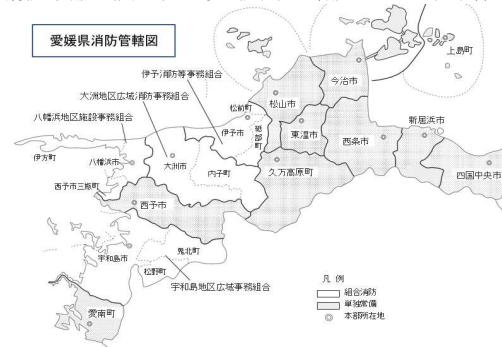 愛媛県消防管轄図
上島町
今治市
伊予消防等事務組合
大洲地区広域消防事務組合
松前町
松山市
八幡浜地区施設事務組合
伊予市
砥部町
東温市
西条市
新居浜市
伊方町
八幡浜市
大洲市
内子町
久万高原町
四国中央市
西予市三瓶町
西予市
宇和島市
鬼北町
松野町
宇和島地区広域事務組合
愛南町
凡 例
組合消防
単独常備
本部所在地